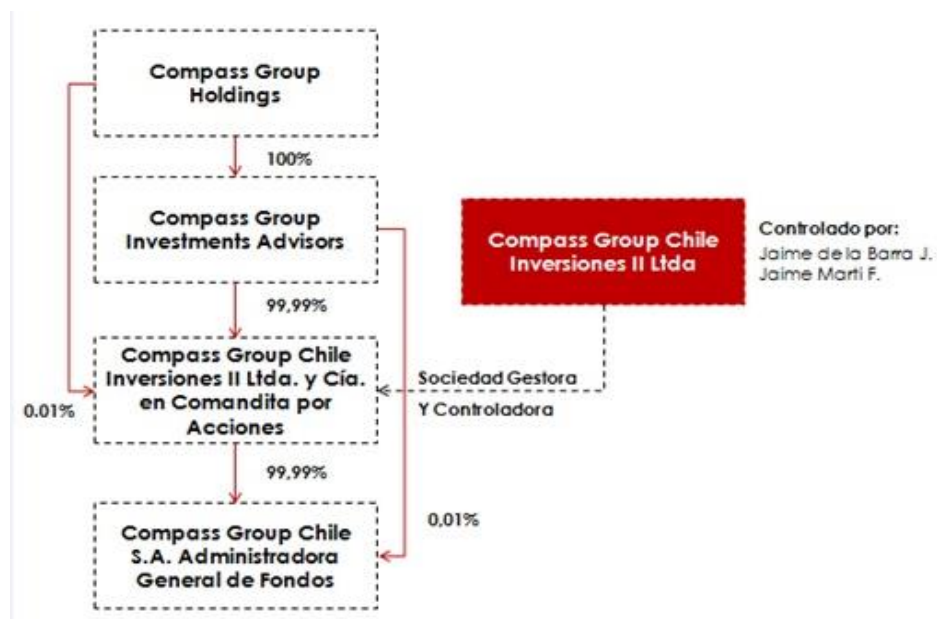 Compass Group
Holdings
100%
Compass Group
Investments Advisors
Compass Group Chile
Inversiones II Ltda
Controlado por:
Jaime de la Barra J.
Jaime Marti F.
99,99%
Compass Group Chile
Inversiones II Ltda. y Cía.
en Comandita por
Acciones
Sociedad Gestora
Y Controladora
0.01%
99,99%
0,01%
Compass Group Chile
S.A. Administradora
General de Fondos